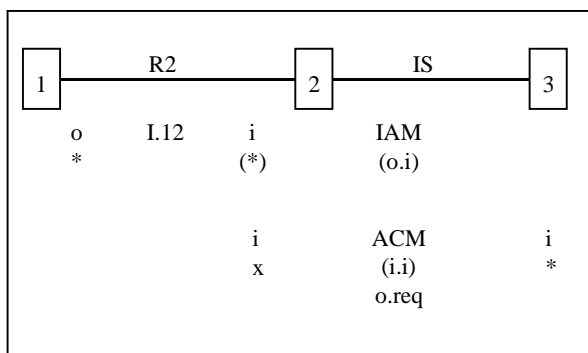 R2 IS
1 2 3
o I.12 i IAM
* (*) (o.i)
i ACM i
x (i.i) *
o.req